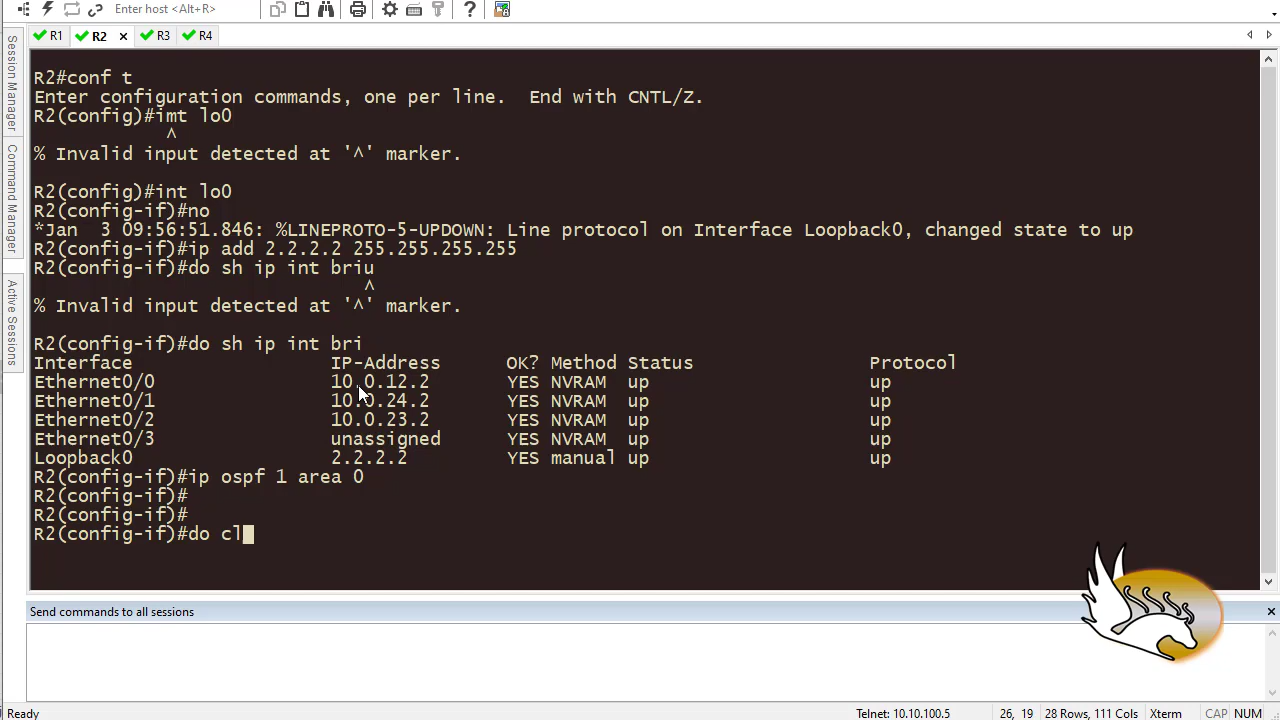 Enter host <Alt+R>
R1 R2 R3 R4
Session Manager
Command Manager
Active Sessions
R2#conf t
Enter configuration commands, one per line.  End with CNTL/Z.
R2(config)#imt lo0
^
% Invalid input detected at '^' marker.
R2(config)#int lo0
R2(config-if)#no
*Jan  3 09:56:51.846: %LINEPROTO-5-UPDOWN: Line protocol on Interface Loopback0, changed state to up
R2(config-if)#ip add 2.2.2.2 255.255.255.255
R2(config-if)#do sh ip int briu
^
% Invalid input detected at '^' marker.
R2(config-if)#do sh ip int bri
Interface IP-Address OK? Method Status Protocol
Ethernet0/0 10.0.12.2 YES NVRAM up up
Ethernet0/1 10.0.24.2 YES NVRAM up up
Ethernet0/2 10.0.23.2 YES NVRAM up up
Ethernet0/3 unassigned YES NVRAM up up
Loopback0 2.2.2.2 YES manual up up
R2(config-if)#ip ospf 1 area 0
R2(config-if)#
R2(config-if)#
R2(config-if)#do cl
Send commands to all sessions
Ready Telnet: 10.10.100.5 26, 19 28 Rows, 111 Cols Xterm CAP NUM